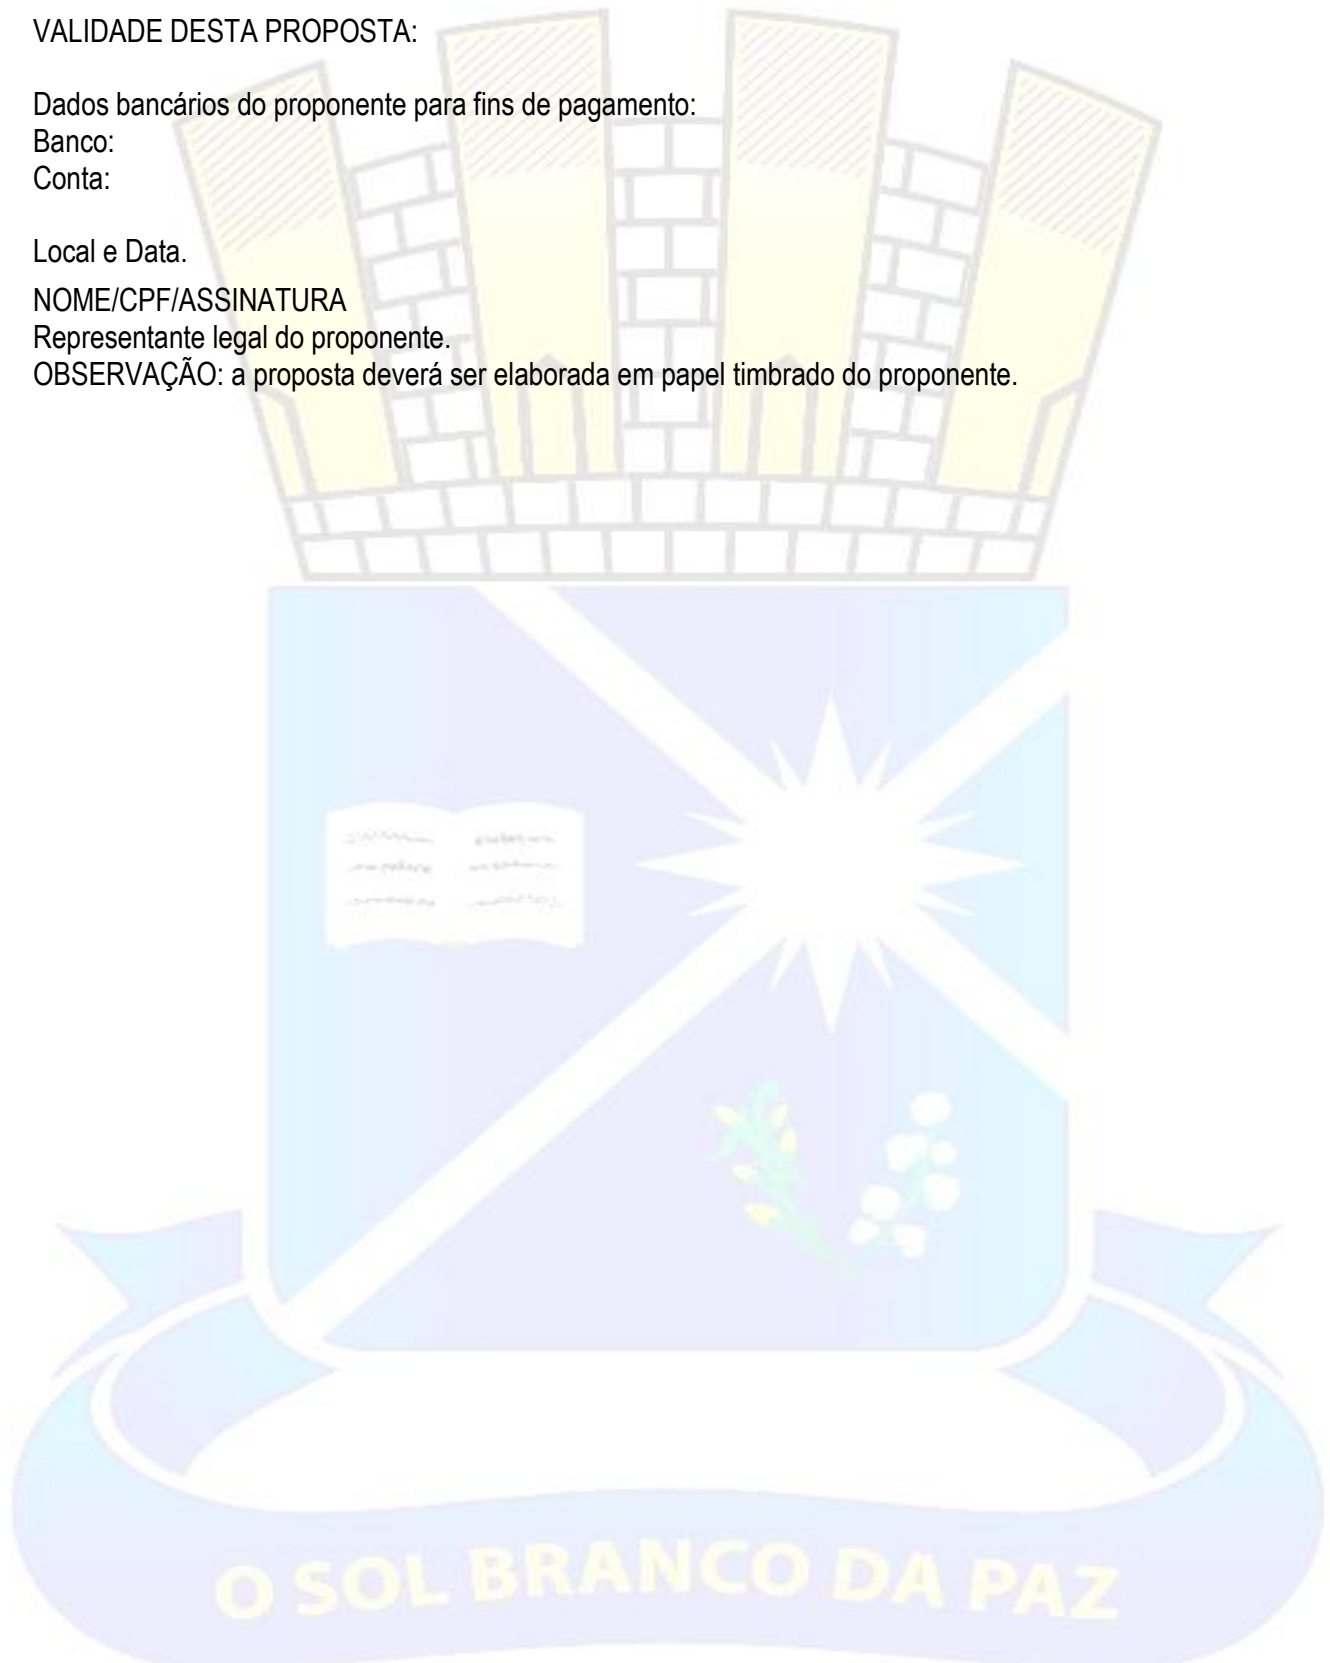 VALIDADE DESTA PROPOSTA:
Dados bancários do proponente para fins de pagamento:
Banco:
Conta:
Local e Data.
NOME/CPF/ASSINATURA
Representante legal do proponente.
OBSERVAÇÃO: a proposta deverá ser elaborada em papel timbrado do proponente.
O SOL BRANCO DA PAZ